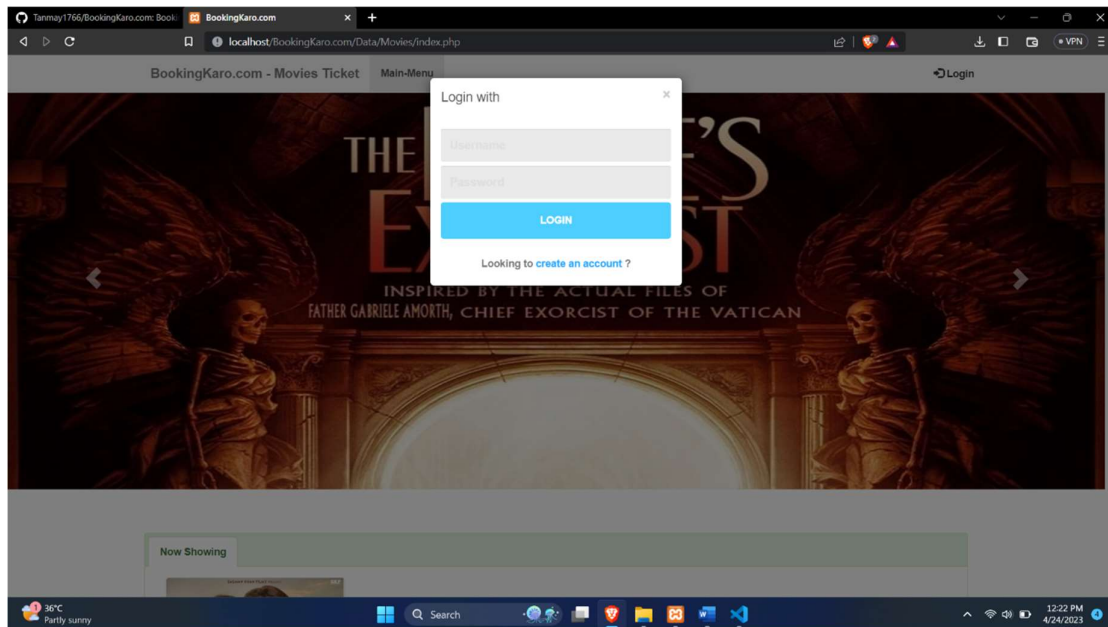 Tanmay1766/BookingKaro.com: Booki
BookingKaro.com
localhost/BookingKaro.com/Data/Movies/index.php
VPN
BookingKaro.com - Movies Ticket
Main-Menu
Login
Login with
×
Username
Password
LOGIN
Looking to create an account ?
THE
'S
INSPIRED BY THE ACTUAL FILES OF
FATHER GABRIELE AMORTH, CHIEF EXORCIST OF THE VATICAN
Now Showing
36°C
Partly sunny
Search
12:22 PM
4/24/2023